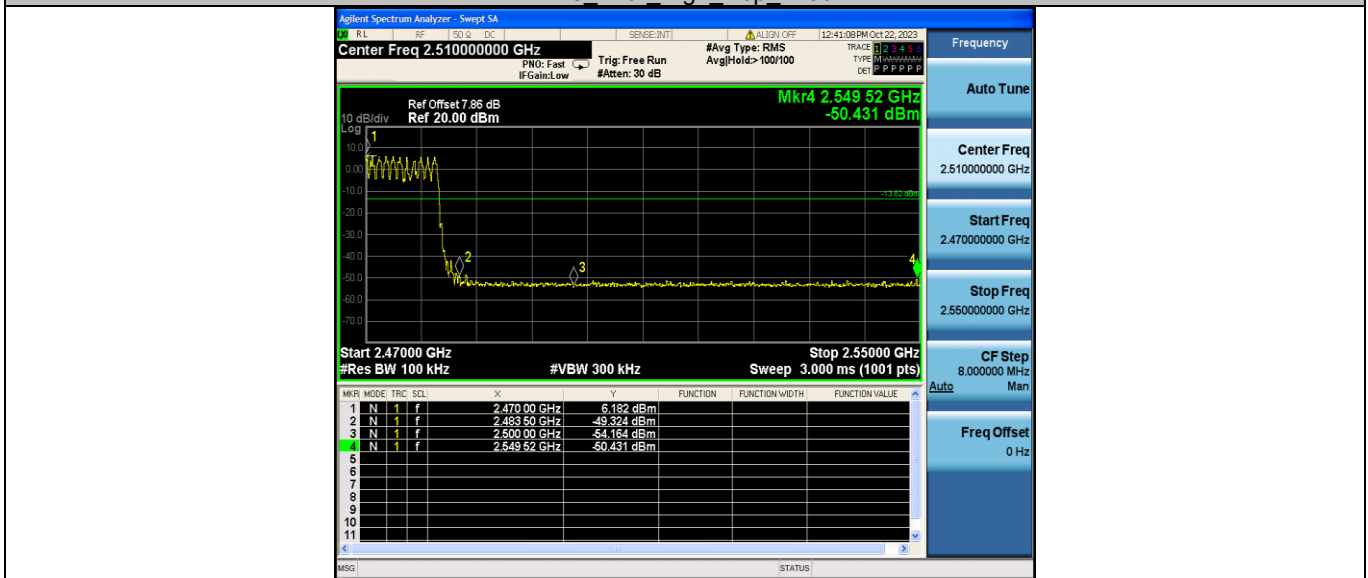 Agilent Spectrum Analyzer - Swept SA
RL RF 50 Ω DC SENSE:INT ALIGN OFF 12:41:08 PM Oct 22, 2023
Center Freq 2.510000000 GHz
PNO: Fast
IFGain:Low
Trig: Free Run
#Atten: 30 dB
#Avg Type: RMS
Avg|Hold:>100/100
TRACE 1 2 3 4 5 6
TYPE M
DET P P P P P P
Mkr4 2.549 52 GHz
-50.431 dBm
Ref Offset 7.86 dB
10 dB/div Ref 20.00 dBm
Log
10.0
0.00
-10.0
-20.0
-30.0
-40.0
-50.0
-60.0
-70.0
1
2
3
4
-13.82 dBm
Start 2.47000 GHz Stop 2.55000 GHz
#Res BW 100 kHz #VBW 300 kHz Sweep 3.000 ms (1001 pts)
MKR MODE TRC SCL X Y FUNCTION FUNCTION WIDTH FUNCTION VALUE
1 N 1 f 2.470 00 GHz 6.182 dBm
2 N 1 f 2.483 50 GHz -49.324 dBm
3 N 1 f 2.500 00 GHz -54.164 dBm
4 N 1 f 2.549 52 GHz -50.431 dBm
5
6
7
8
9
10
11
MSG STATUS
Frequency
Auto Tune
Center Freq
2.510000000 GHz
Start Freq
2.470000000 GHz
Stop Freq
2.550000000 GHz
CF Step
8.000000 MHz
Auto Man
Freq Offset
0 Hz